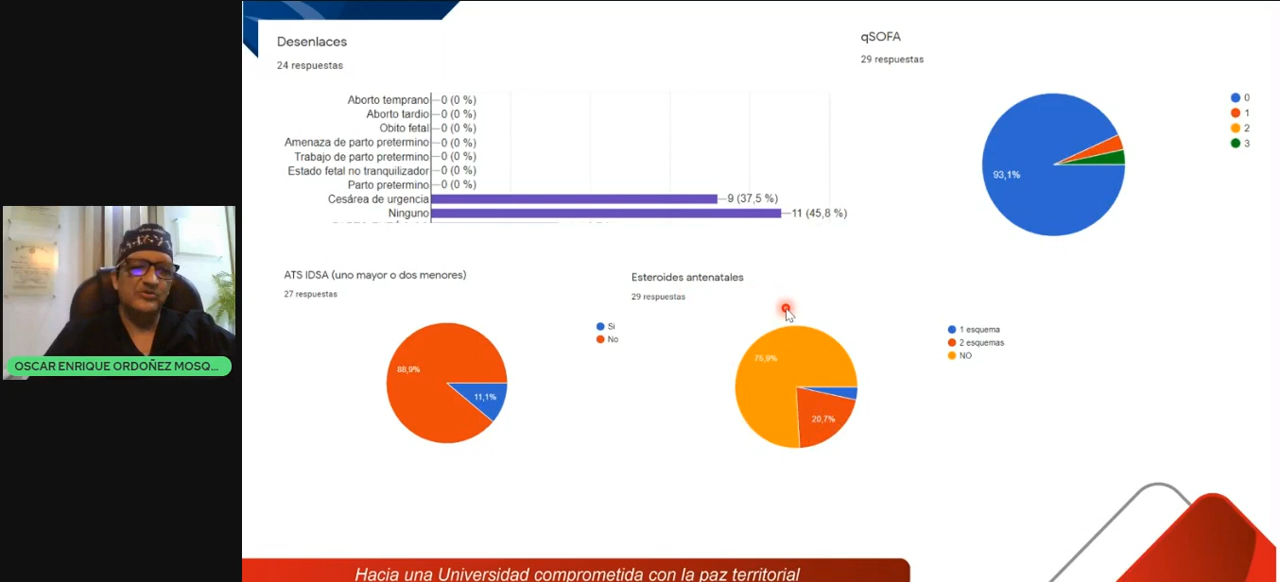 Desenlaces
24 respuestas
Aborto temprano 0 (0 %)
Aborto tardio 0 (0 %)
Obito fetal 0 (0 %)
Amenaza de parto pretermino 0 (0 %)
Trabajo de parto pretermino 0 (0 %)
Estado fetal no tranquilizador 0 (0 %)
Parto pretermino 0 (0 %)
Cesárea de urgencia 9 (37,5 %)
Ninguno 11 (45,8 %)
qSOFA
29 respuestas
0
1
2
3
93,1%
ATS IDSA (uno mayor o dos menores)
27 respuestas
Si
No
88,9%
11,1%
Esteroides antenatales
29 respuestas
1 esquema
2 esquemas
NO
75,9%
20,7%
OSCAR ENRIQUE ORDOÑEZ MOSQ...
Hacia una Universidad comprometida con la paz territorial